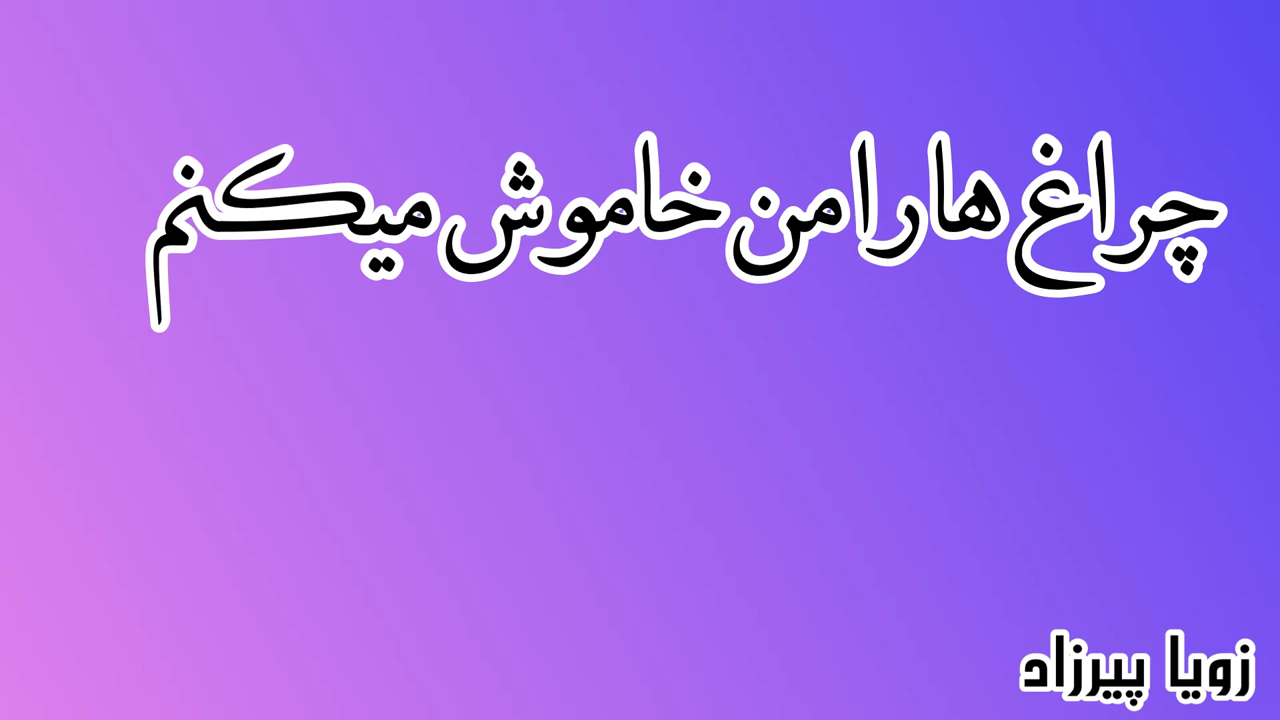 چراغ ها را من خاموش میکنم
زویا پیرزاد